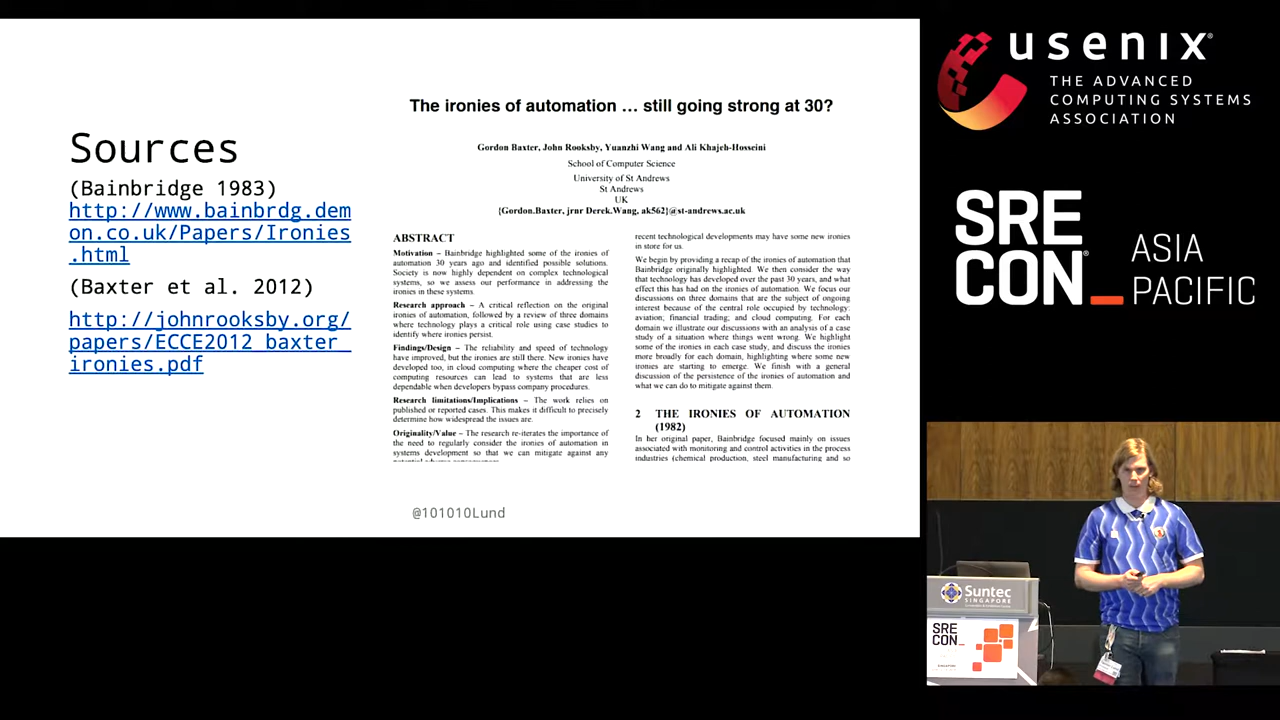 Sources
(Bainbridge 1983)
http://www.bainbrdg.dem
on.co.uk/Papers/Ironies
.html
(Baxter et al. 2012)
http://johnrooksby.org/
papers/ECCE2012_baxter_
ironies.pdf
The ironies of automation … still going strong at 30?
Gordon Baxter, John Rooksby, Yuanzhi Wang and Ali Khajeh-Hosseini
School of Computer Science
University of St Andrews
St Andrews
UK
{Gordon.Baxter, jrnr Derek.Wang, ak562}@st-andrews.ac.uk
ABSTRACT
Motivation – Bainbridge highlighted some of the ironies of
automation 30 years ago and identified possible solutions.
Society is now highly dependent on complex technological
systems, so we assess our performance in addressing the
ironies in these systems.
Research approach – A critical reflection on the original
ironies of automation, followed by a review of three domains
where technology plays a critical role using case studies to
identify where ironies persist.
Findings/Design – The reliability and speed of technology
have improved, but the ironies are still there. New ironies have
developed too, in cloud computing where the cheaper cost of
computing resources can lead to systems that are less
dependable when developers bypass company procedures.
Research limitations/Implications – The work relies on
published or reported cases. This makes it difficult to precisely
determine how widespread the issues are.
Originality/Value – The research re-iterates the importance of
the need to regularly consider the ironies of automation in
systems development so that we can mitigate against any
recent technological developments may have some new ironies
in store for us.
We begin by providing a recap of the ironies of automation that
Bainbridge originally highlighted. We then consider the way
that technology has developed over the past 30 years, and what
effect this has had on the ironies of automation. We focus our
discussions on three domains that are the subject of ongoing
interest because of the central role occupied by technology:
aviation; financial trading; and cloud computing. For each
domain we illustrate our discussions with an analysis of a case
study of a situation where things went wrong. We highlight
some of the ironies in each case study, and discuss the ironies
more broadly for each domain, highlighting where some new
ironies are starting to emerge. We finish with a general
discussion of the persistence of the ironies of automation and
what we can do to mitigate against them.
2 THE IRONIES OF AUTOMATION
(1982)
In her original paper, Bainbridge focused mainly on issues
associated with monitoring and control activities in the process
industries (chemical production, steel manufacturing and so
@101010Lund
usenix®
THE ADVANCED
COMPUTING SYSTEMS
ASSOCIATION
SRE
CON®_
ASIA
PACIFIC
Suntec
SINGAPORE
SRE
CON_